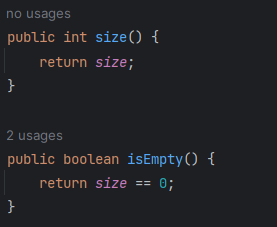 no usages
public int size() {
    return size;
}
2 usages
public boolean isEmpty() {
    return size == 0;
}